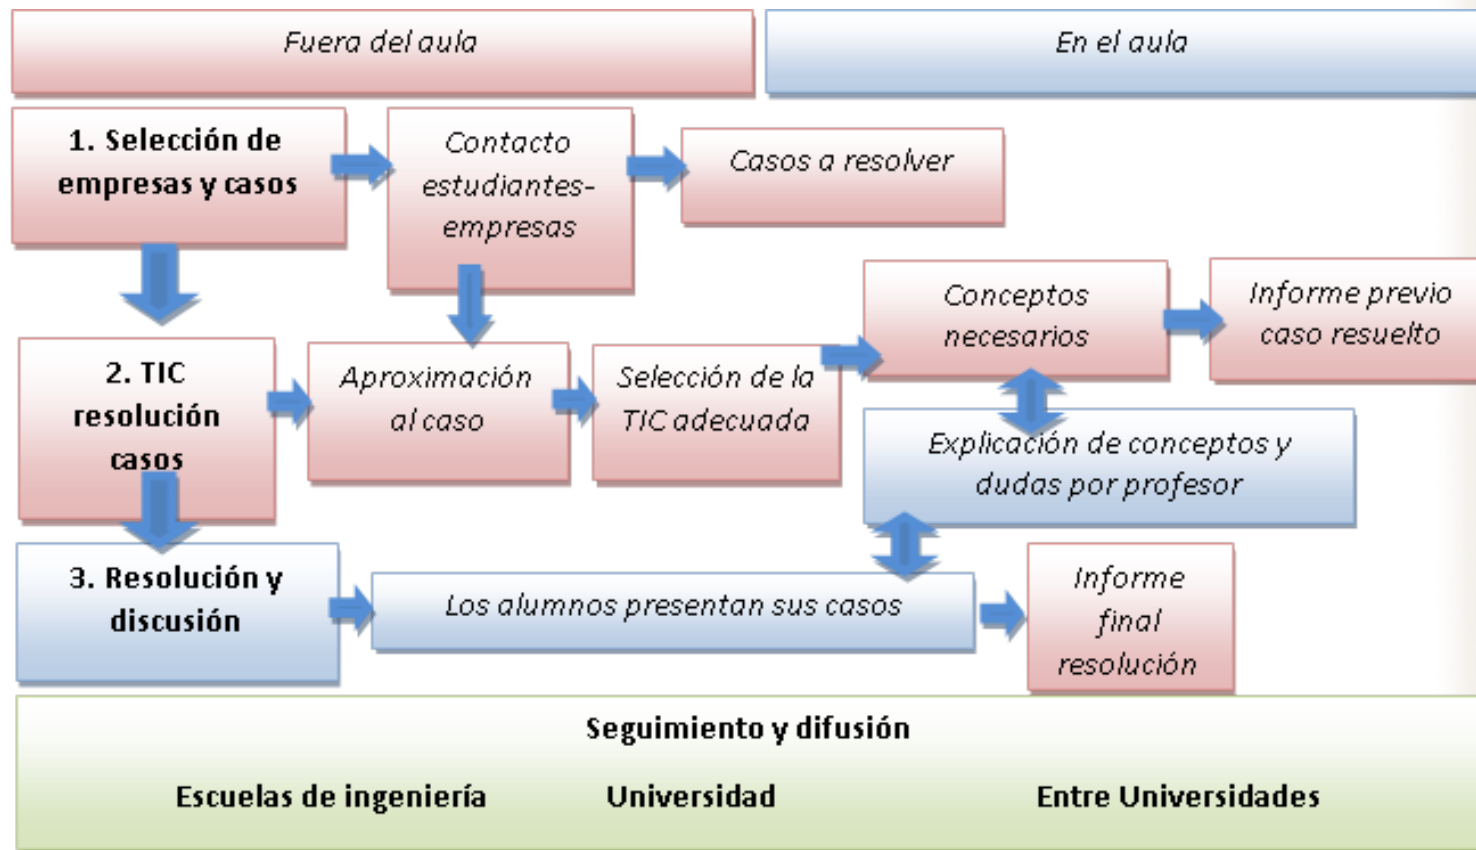 Fuera del aula
En el aula
1. Selección de
empresas y casos
Contacto
estudiantes-
empresas
Casos a resolver
2. TIC
resolución
casos
Aproximación
al caso
Selección de la
TIC adecuada
Conceptos
necesarios
Informe previo
caso resuelto
Explicación de conceptos y
dudas por profesor
3. Resolución y
discusión
Los alumnos presentan sus casos
Informe
final
resolución
Seguimiento y difusión
Escuelas de ingeniería
Universidad
Entre Universidades